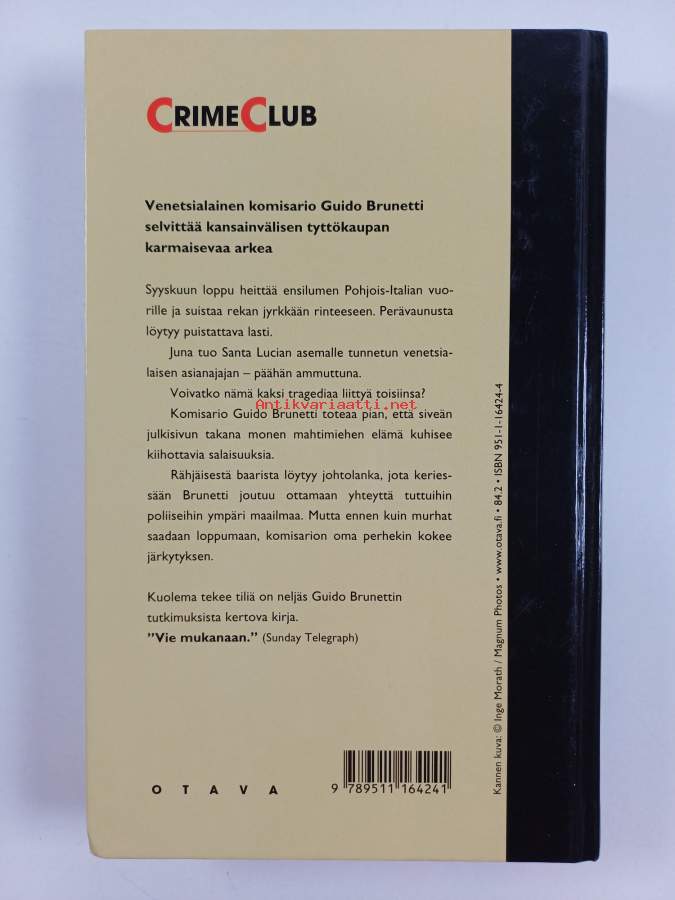 CRIMECLUB
Venetsialainen komisario Guido Brunetti
selvittää kansainvälisen tyttökaupan
karmaisevaa arkea
Syyskuun loppu heittää ensilumen Pohjois-Italian vuo-
rille ja suistaa rekan jyrkkään rinteeseen. Perävaunusta
löytyy puistattava lasti.
Juna tuo Santa Lucian asemalle tunnetun venetsia-
laisen asianajajan – päähän ammuttuna.
Voivatko nämä kaksi tragediaa liittyä toisiinsa?
Antikvariaatti.net
Komisario Guido Brunetti toteaa pian, että siveän
julkisivun takana monen mahtimiehen elämä kuhisee
kiihottavia salaisuuksia.
Rähjäisestä baarista löytyy johtolanka, jota keries-
sään Brunetti joutuu ottamaan yhteyttä tuttuihin
poliiseihin ympäri maailmaa. Mutta ennen kuin murhat
saadaan loppumaan, komisarion oma perhekin kokee
järkytyksen.
Kuolema tekee tiliä on neljäs Guido Brunettin
tutkimuksista kertova kirja.
”Vie mukanaan.” (Sunday Telegraph)
OTAVA
9 789511 164241
Kannen kuva: © Inge Morath / Magnum Photos • www.otava.fi • 84.2 • ISBN 951-1-16424-4